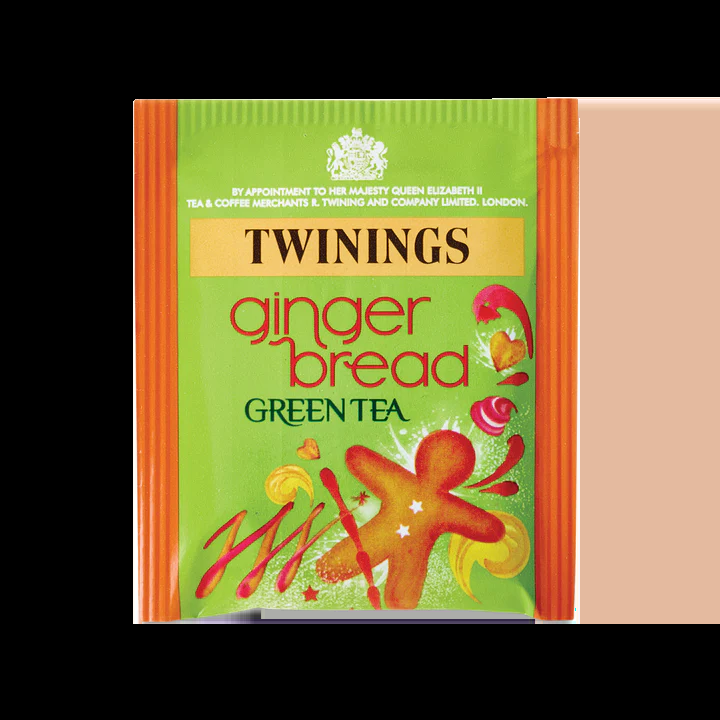 BY APPOINTMENT TO HER MAJESTY QUEEN ELIZABETH II
TEA & COFFEE MERCHANTS R. TWINING AND COMPANY LIMITED. LONDON.
TWININGS
ginger
bread
GREEN TEA